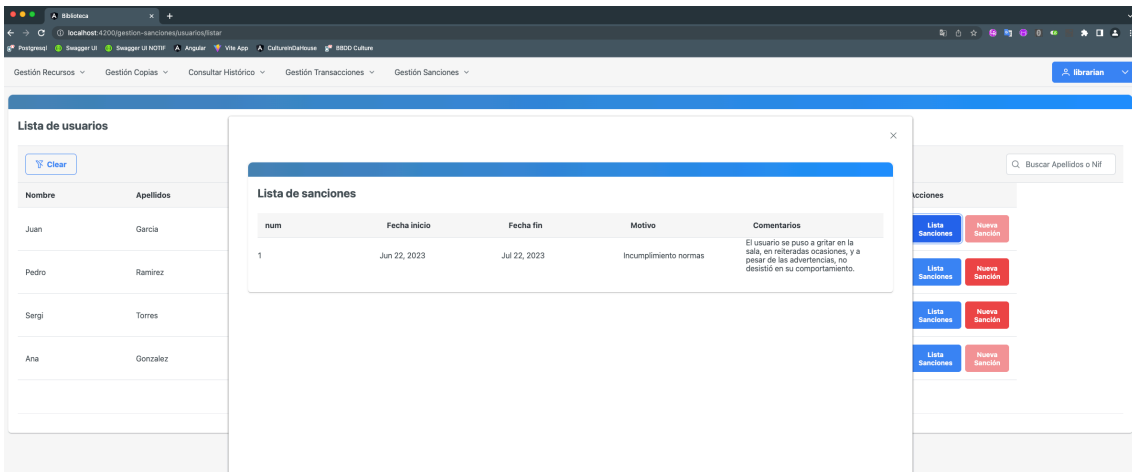 Biblioteca
localhost:4200/gestion-sanciones/usuarios/listar
Postgresql Swagger UI Swagger UI NOTIF Angular Vite App CultureInDaHouse BBDD Culture
Gestión Recursos Gestión Copias Consultar Histórico Gestión Transacciones Gestión Sanciones librarian
Lista de usuarios
Clear
Buscar Apellidos o Nif
Nombre Apellidos Acciones
Juan Garcia Lista Sanciones Nueva Sanción
Pedro Ramirez Lista Sanciones Nueva Sanción
Sergi Torres Lista Sanciones Nueva Sanción
Ana Gonzalez Lista Sanciones Nueva Sanción
Lista de sanciones
num Fecha inicio Fecha fin Motivo Comentarios
1 Jun 22, 2023 Jul 22, 2023 Incumplimiento normas
El usuario se puso a gritar en la
sala, en reiteradas ocasiones, y a
pesar de las advertencias, no
desistió en su comportamiento.